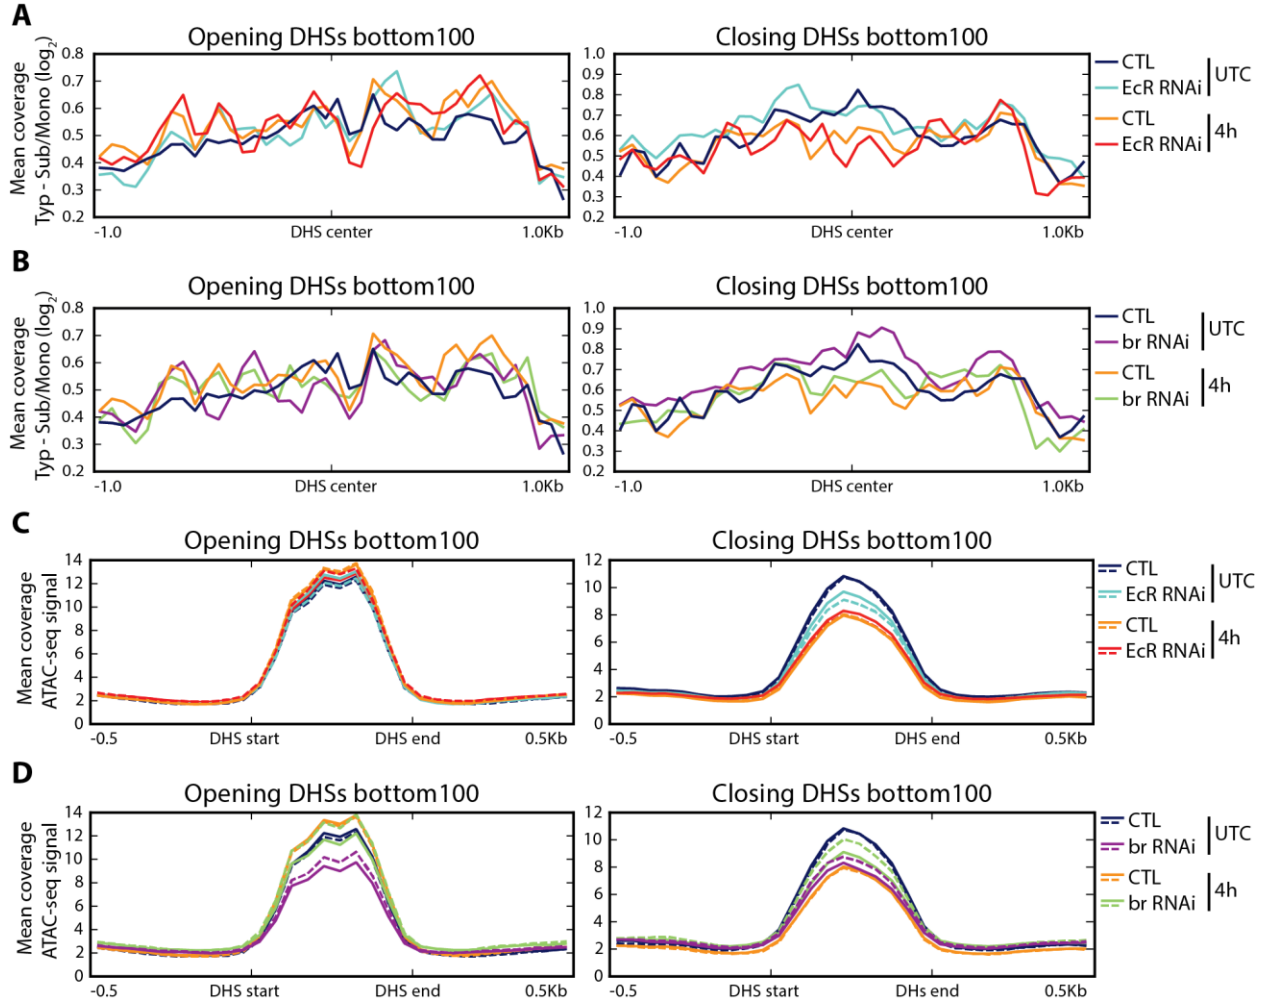 A
Opening DHSs bottom100
Closing DHSs bottom100
Mean coverage
Typ - Sub/Mono (log2)
0.8
0.7
0.6
0.5
0.4
0.3
0.2
-1.0
DHS center
1.0Kb
1.0
0.9
0.8
0.7
0.6
0.5
0.4
0.3
0.2
-1.0
DHS center
1.0Kb
CTL
EcR RNAi
UTC
CTL
EcR RNAi
4h
B
Opening DHSs bottom100
Closing DHSs bottom100
Mean coverage
Typ - Sub/Mono (log2)
0.8
0.7
0.6
0.5
0.4
0.3
0.2
-1.0
DHS center
1.0Kb
1.0
0.9
0.8
0.7
0.6
0.5
0.4
0.3
0.2
-1.0
DHS center
1.0Kb
CTL
br RNAi
UTC
CTL
br RNAi
4h
C
Opening DHSs bottom100
Closing DHSs bottom100
Mean coverage
ATAC-seq signal
14
12
10
8
6
4
2
0
-0.5
DHS start
DHS end
0.5Kb
12
10
8
6
4
2
0
-0.5
DHS start
DHs end
0.5Kb
CTL
EcR RNAi
UTC
CTL
EcR RNAi
4h
D
Opening DHSs bottom100
Closing DHSs bottom100
Mean coverage
ATAC-seq signal
14
12
10
8
6
4
2
0
-0.5
DHS start
DHS end
0.5Kb
12
10
8
6
4
2
0
-0.5
DHS start
DHs end
0.5Kb
CTL
br RNAi
UTC
CTL
br RNAi
4h